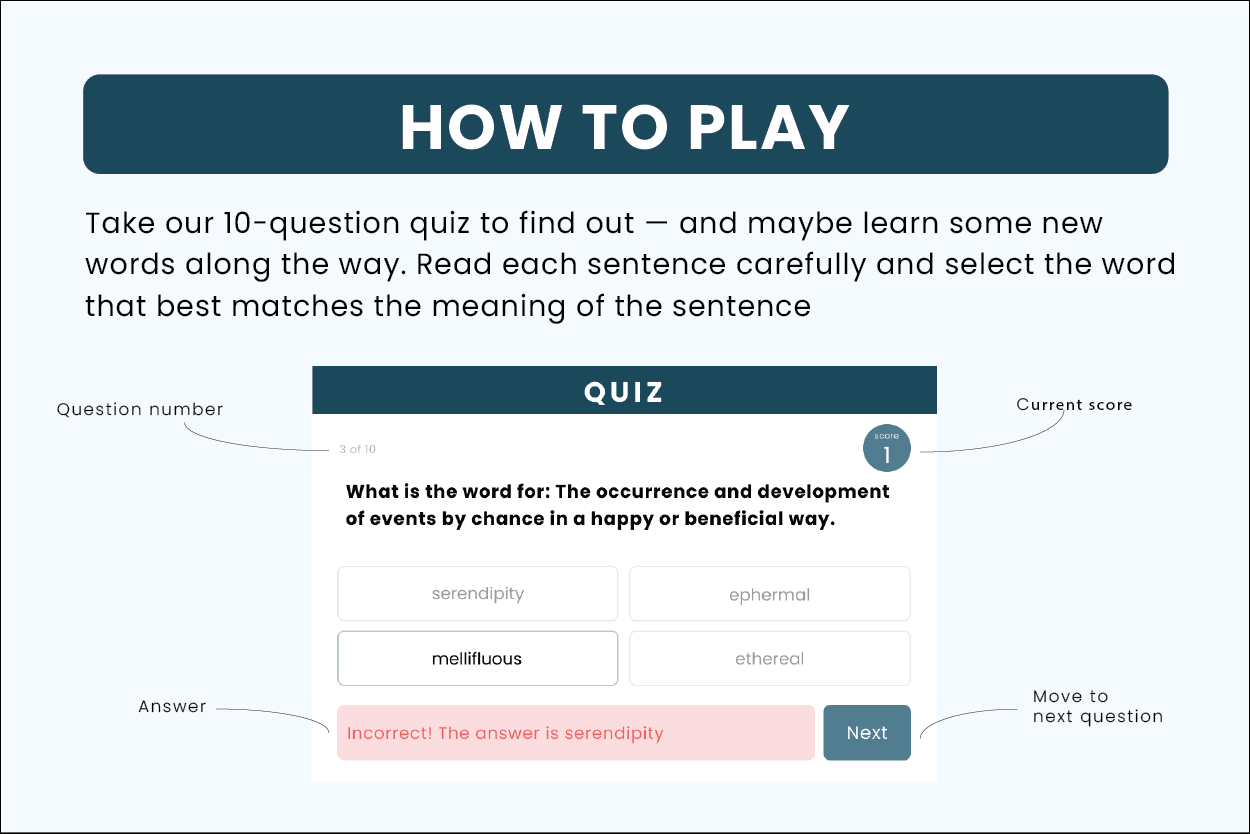 HOW TO PLAY
Take our 10-question quiz to find out — and maybe learn some new
words along the way. Read each sentence carefully and select the word
that best matches the meaning of the sentence
QUIZ
Question number
Current score
3 of 10
score
1
What is the word for: The occurrence and development
of events by chance in a happy or beneficial way.
serendipity
ephermal
mellifluous
ethereal
Answer
Incorrect! The answer is serendipity
Next
Move to
next question